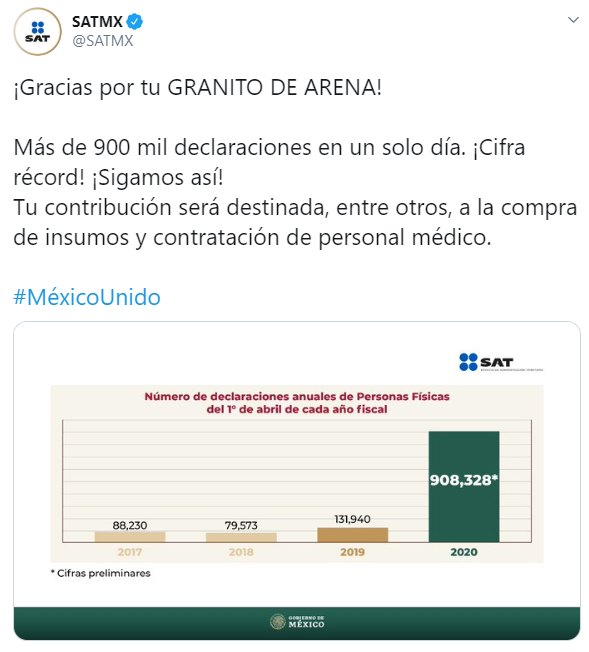 SATMX
@SATMX
¡Gracias por tu GRANITO DE ARENA!
Más de 900 mil declaraciones en un solo día. ¡Cifra
récord! ¡Sigamos así!
Tu contribución será destinada, entre otros, a la compra
de insumos y contratación de personal médico.
#MéxicoUnido
SAT
Número de declaraciones anuales de Personas Físicas
del 1° de abril de cada año fiscal
88,230
79,573
131,940
908,328*
2017
2018
2019
2020
* Cifras preliminares
GOBIERNO DE
MÉXICO